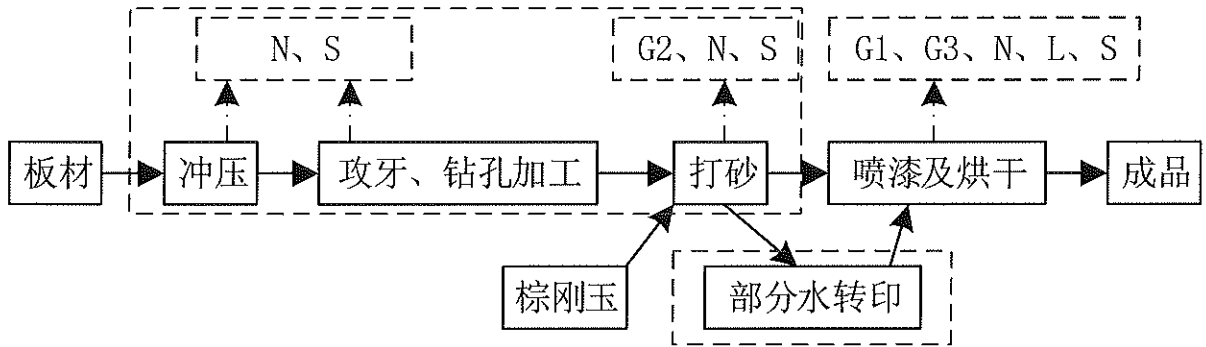 N、S
G2、N、S
G1、G3、N、L、S
板材
冲压
攻牙、钻孔加工
打砂
喷漆及烘干
成品
棕刚玉
部分水转印